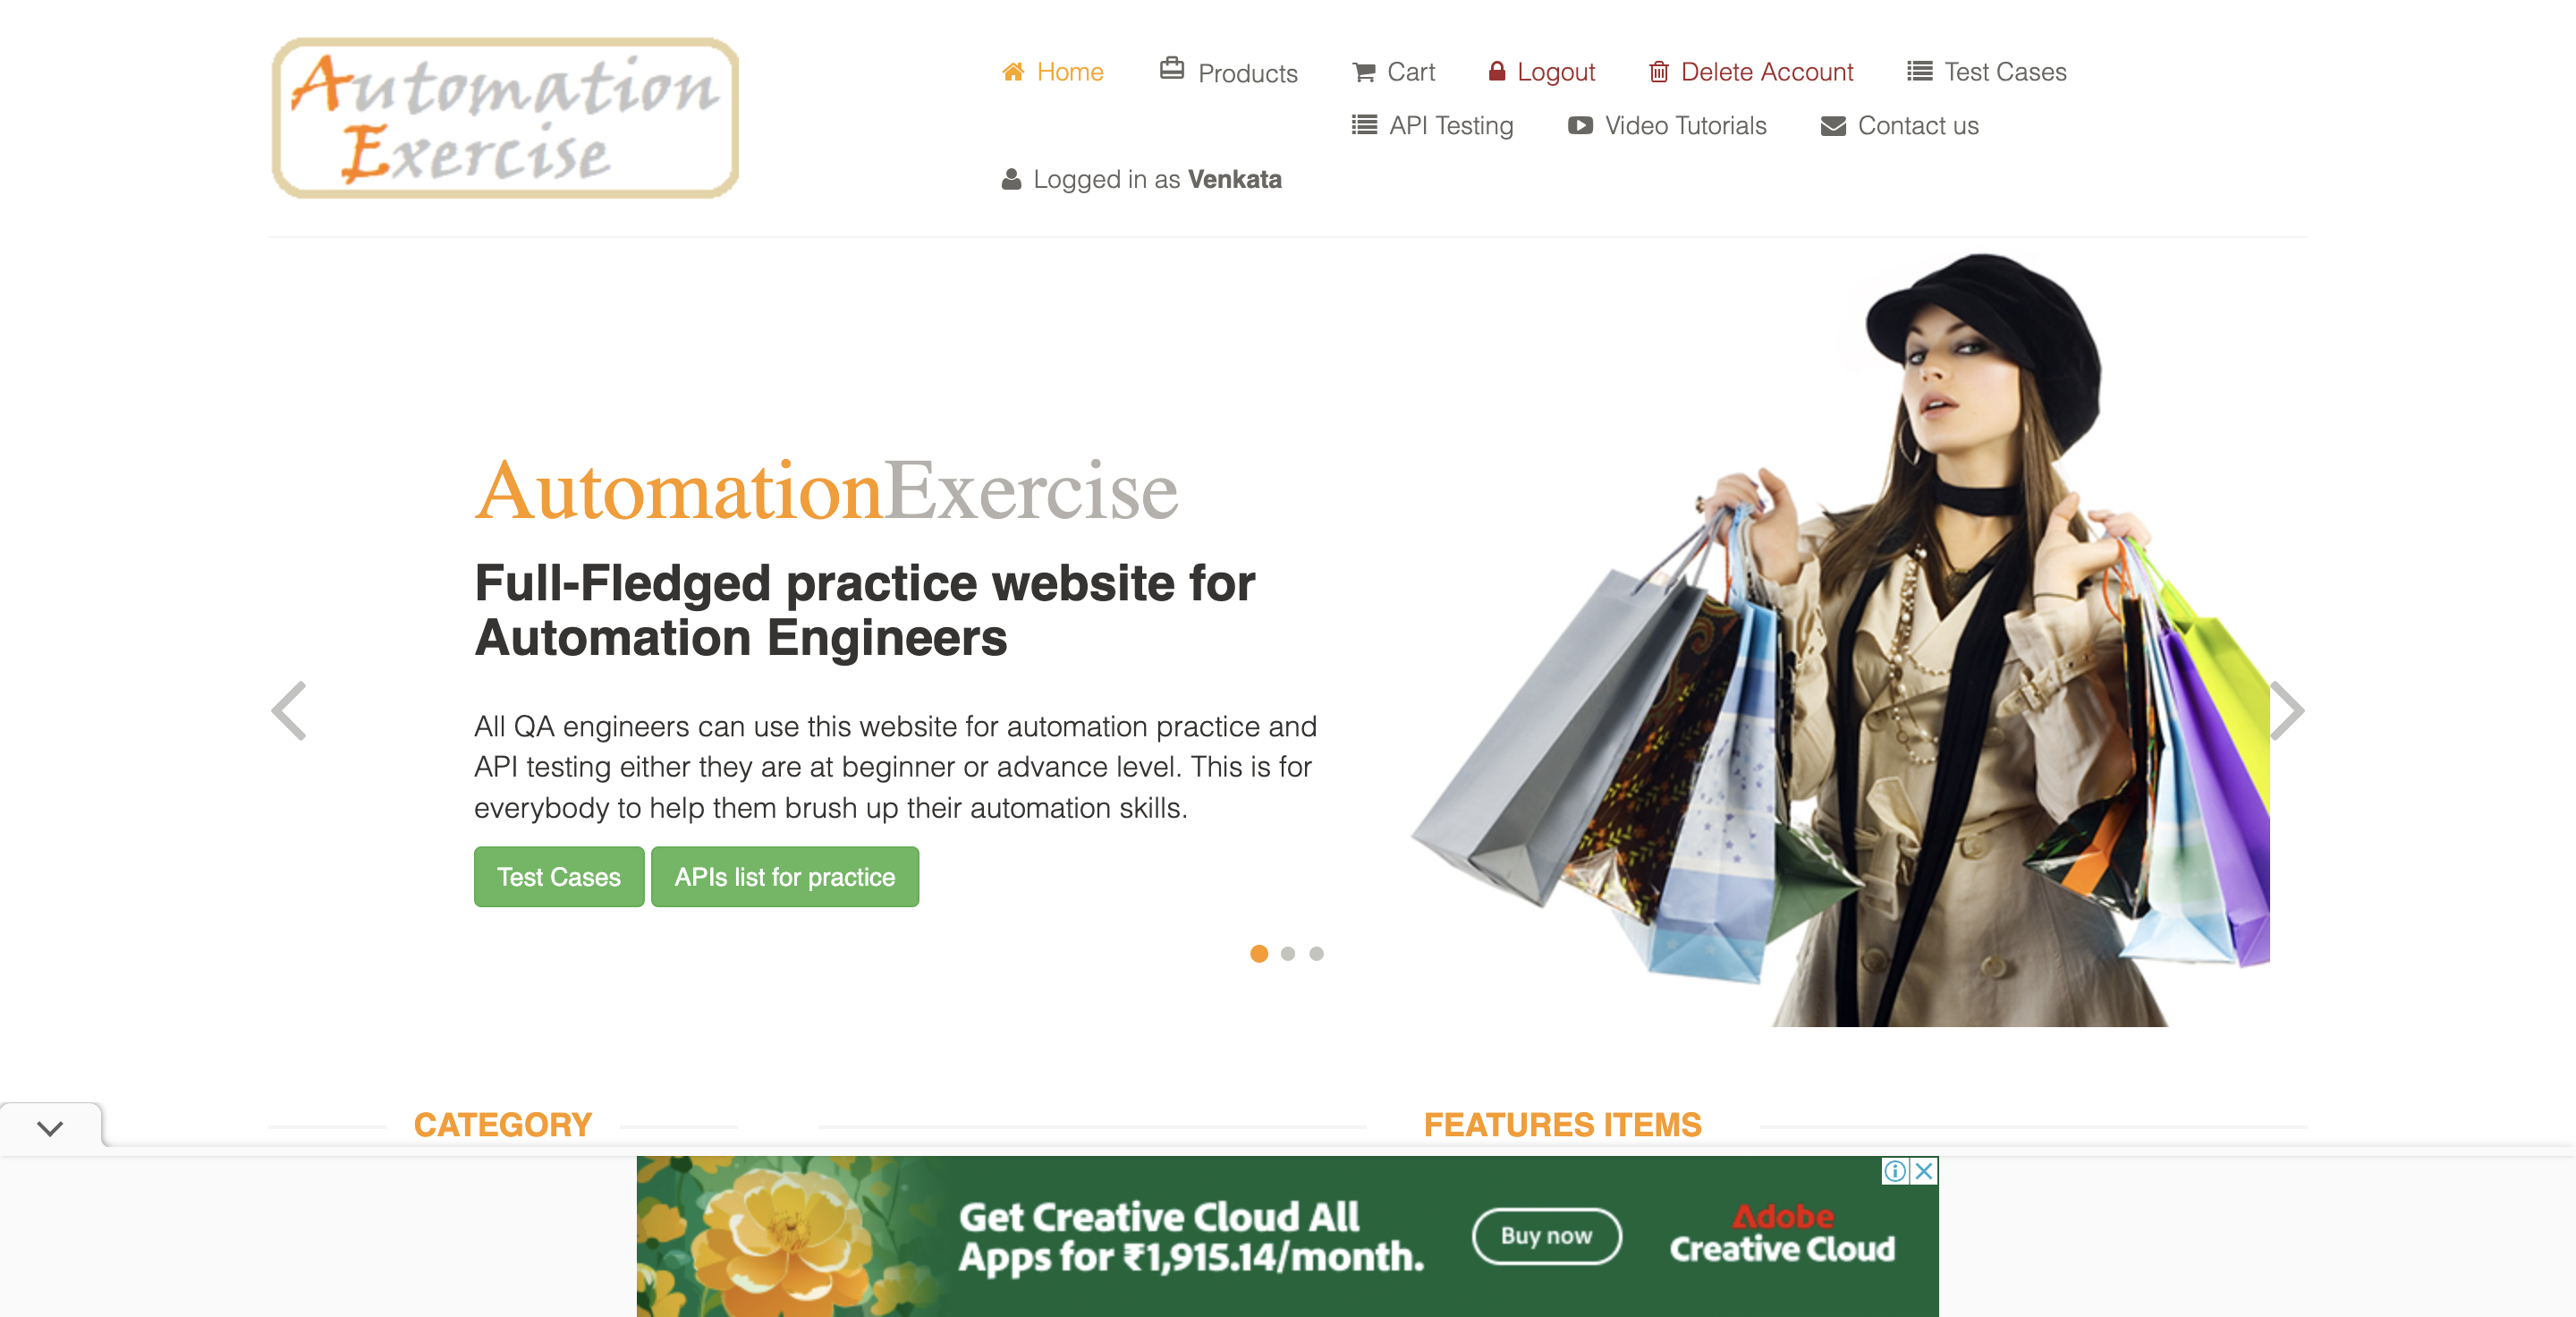 Automation
Exercise
Home Products Cart Logout Delete Account Test Cases
API Testing Video Tutorials Contact us
Logged in as Venkata
AutomationExercise
Full-Fledged practice website for
Automation Engineers
All QA engineers can use this website for automation practice and
API testing either they are at beginner or advance level. This is for
everybody to help them brush up their automation skills.
Test Cases APIs list for practice
CATEGORY FEATURES ITEMS
Get Creative Cloud All
Apps for ₹1,915.14/month.
Buy now
Adobe
Creative Cloud